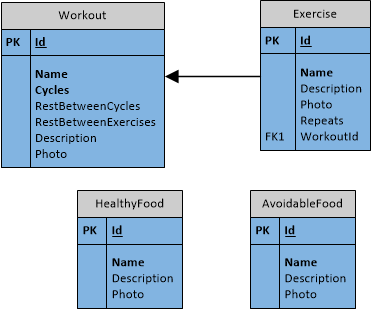 Workout
PK Id
Name
Cycles
RestBetweenCycles
RestBetweenExercises
Description
Photo
Exercise
PK Id
Name
Description
Photo
Repeats
FK1 WorkoutId
HealthyFood
PK Id
Name
Description
Photo
AvoidableFood
PK Id
Name
Description
Photo